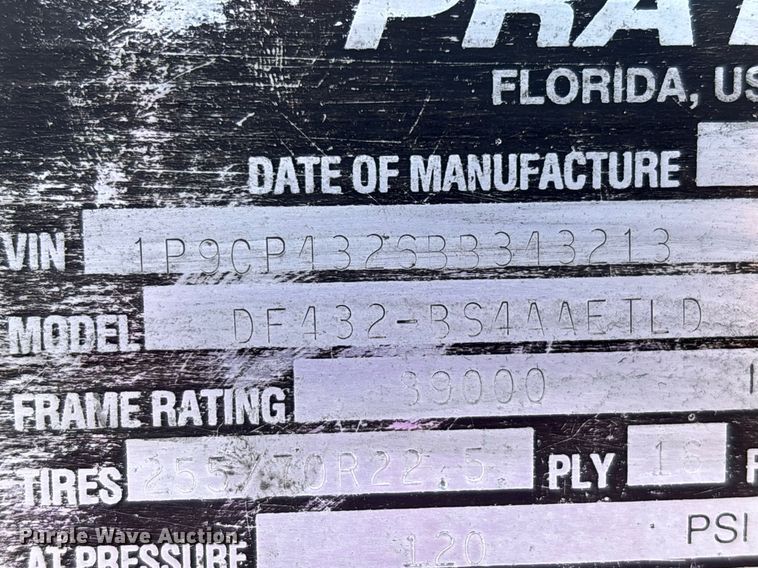 PRA
FLORIDA, US
DATE OF MANUFACTURE
VIN 1P9CP4326BB343213
MODEL DF432-BS4AAETLD
FRAME RATING 39000
TIRES 255/70R22.5 PLY 16
AT PRESSURE 120 PSI
Purple Wave Auction